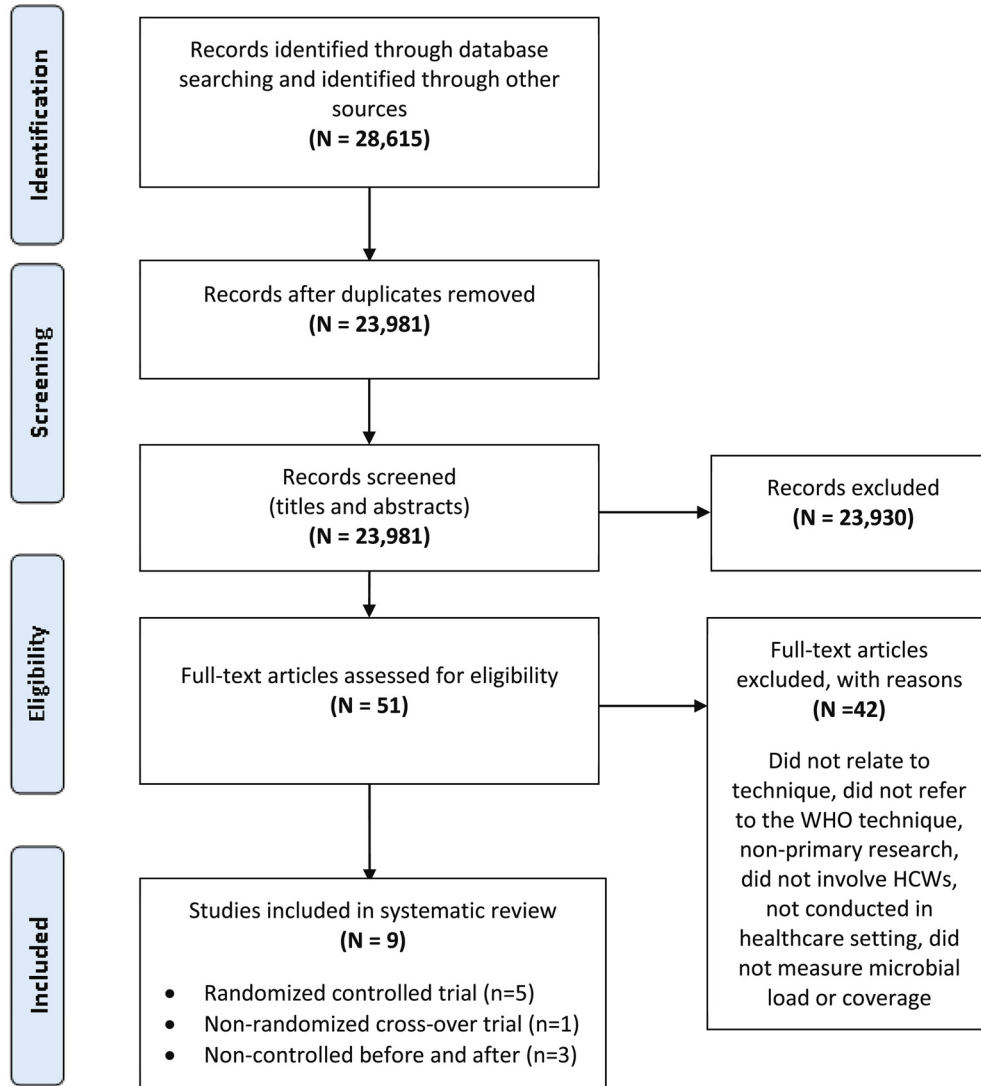 Identification
Records identified through database
searching and identified through other
sources
(N = 28,615)
Screening
Records after duplicates removed
(N = 23,981)
Records screened
(titles and abstracts)
(N = 23,981)
Records excluded
(N = 23,930)
Eligibility
Full-text articles assessed for eligibility
(N = 51)
Full-text articles
excluded, with reasons
(N =42)
Did not relate to
technique, did not refer
to the WHO technique,
non-primary research,
did not involve HCWs,
not conducted in
healthcare setting, did
not measure microbial
load or coverage
Included
Studies included in systematic review
(N = 9)
• Randomized controlled trial (n=5)
• Non-randomized cross-over trial (n=1)
• Non-controlled before and after (n=3)